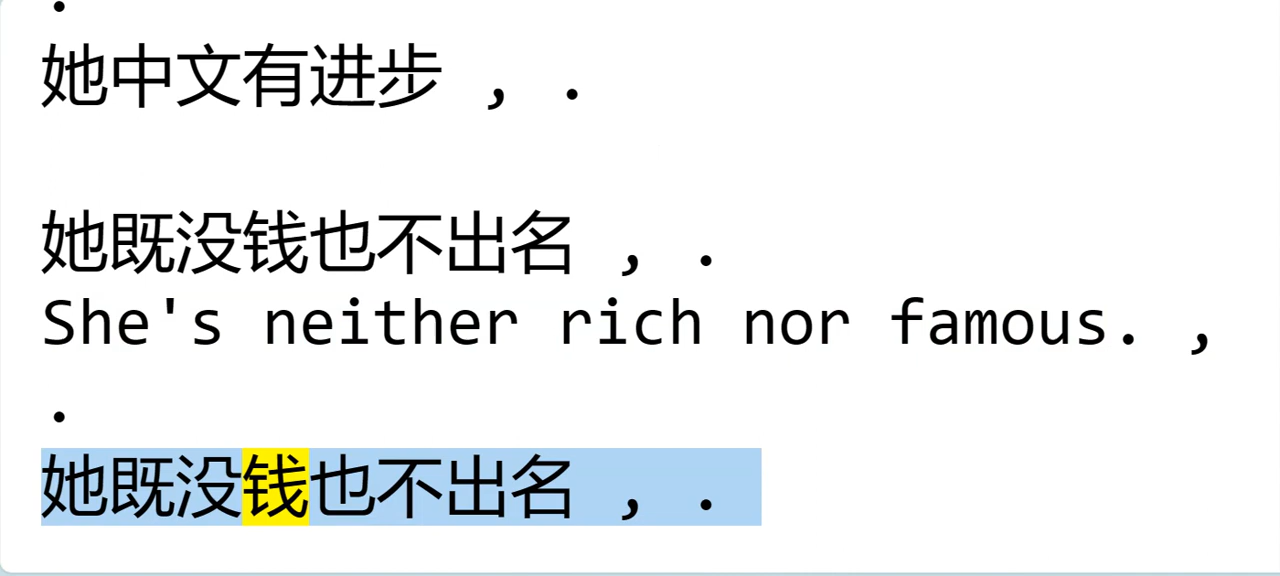 .
她中文有进步 , .
她既没钱也不出名 , .
She's neither rich nor famous. ,
.
她既没钱也不出名 , .